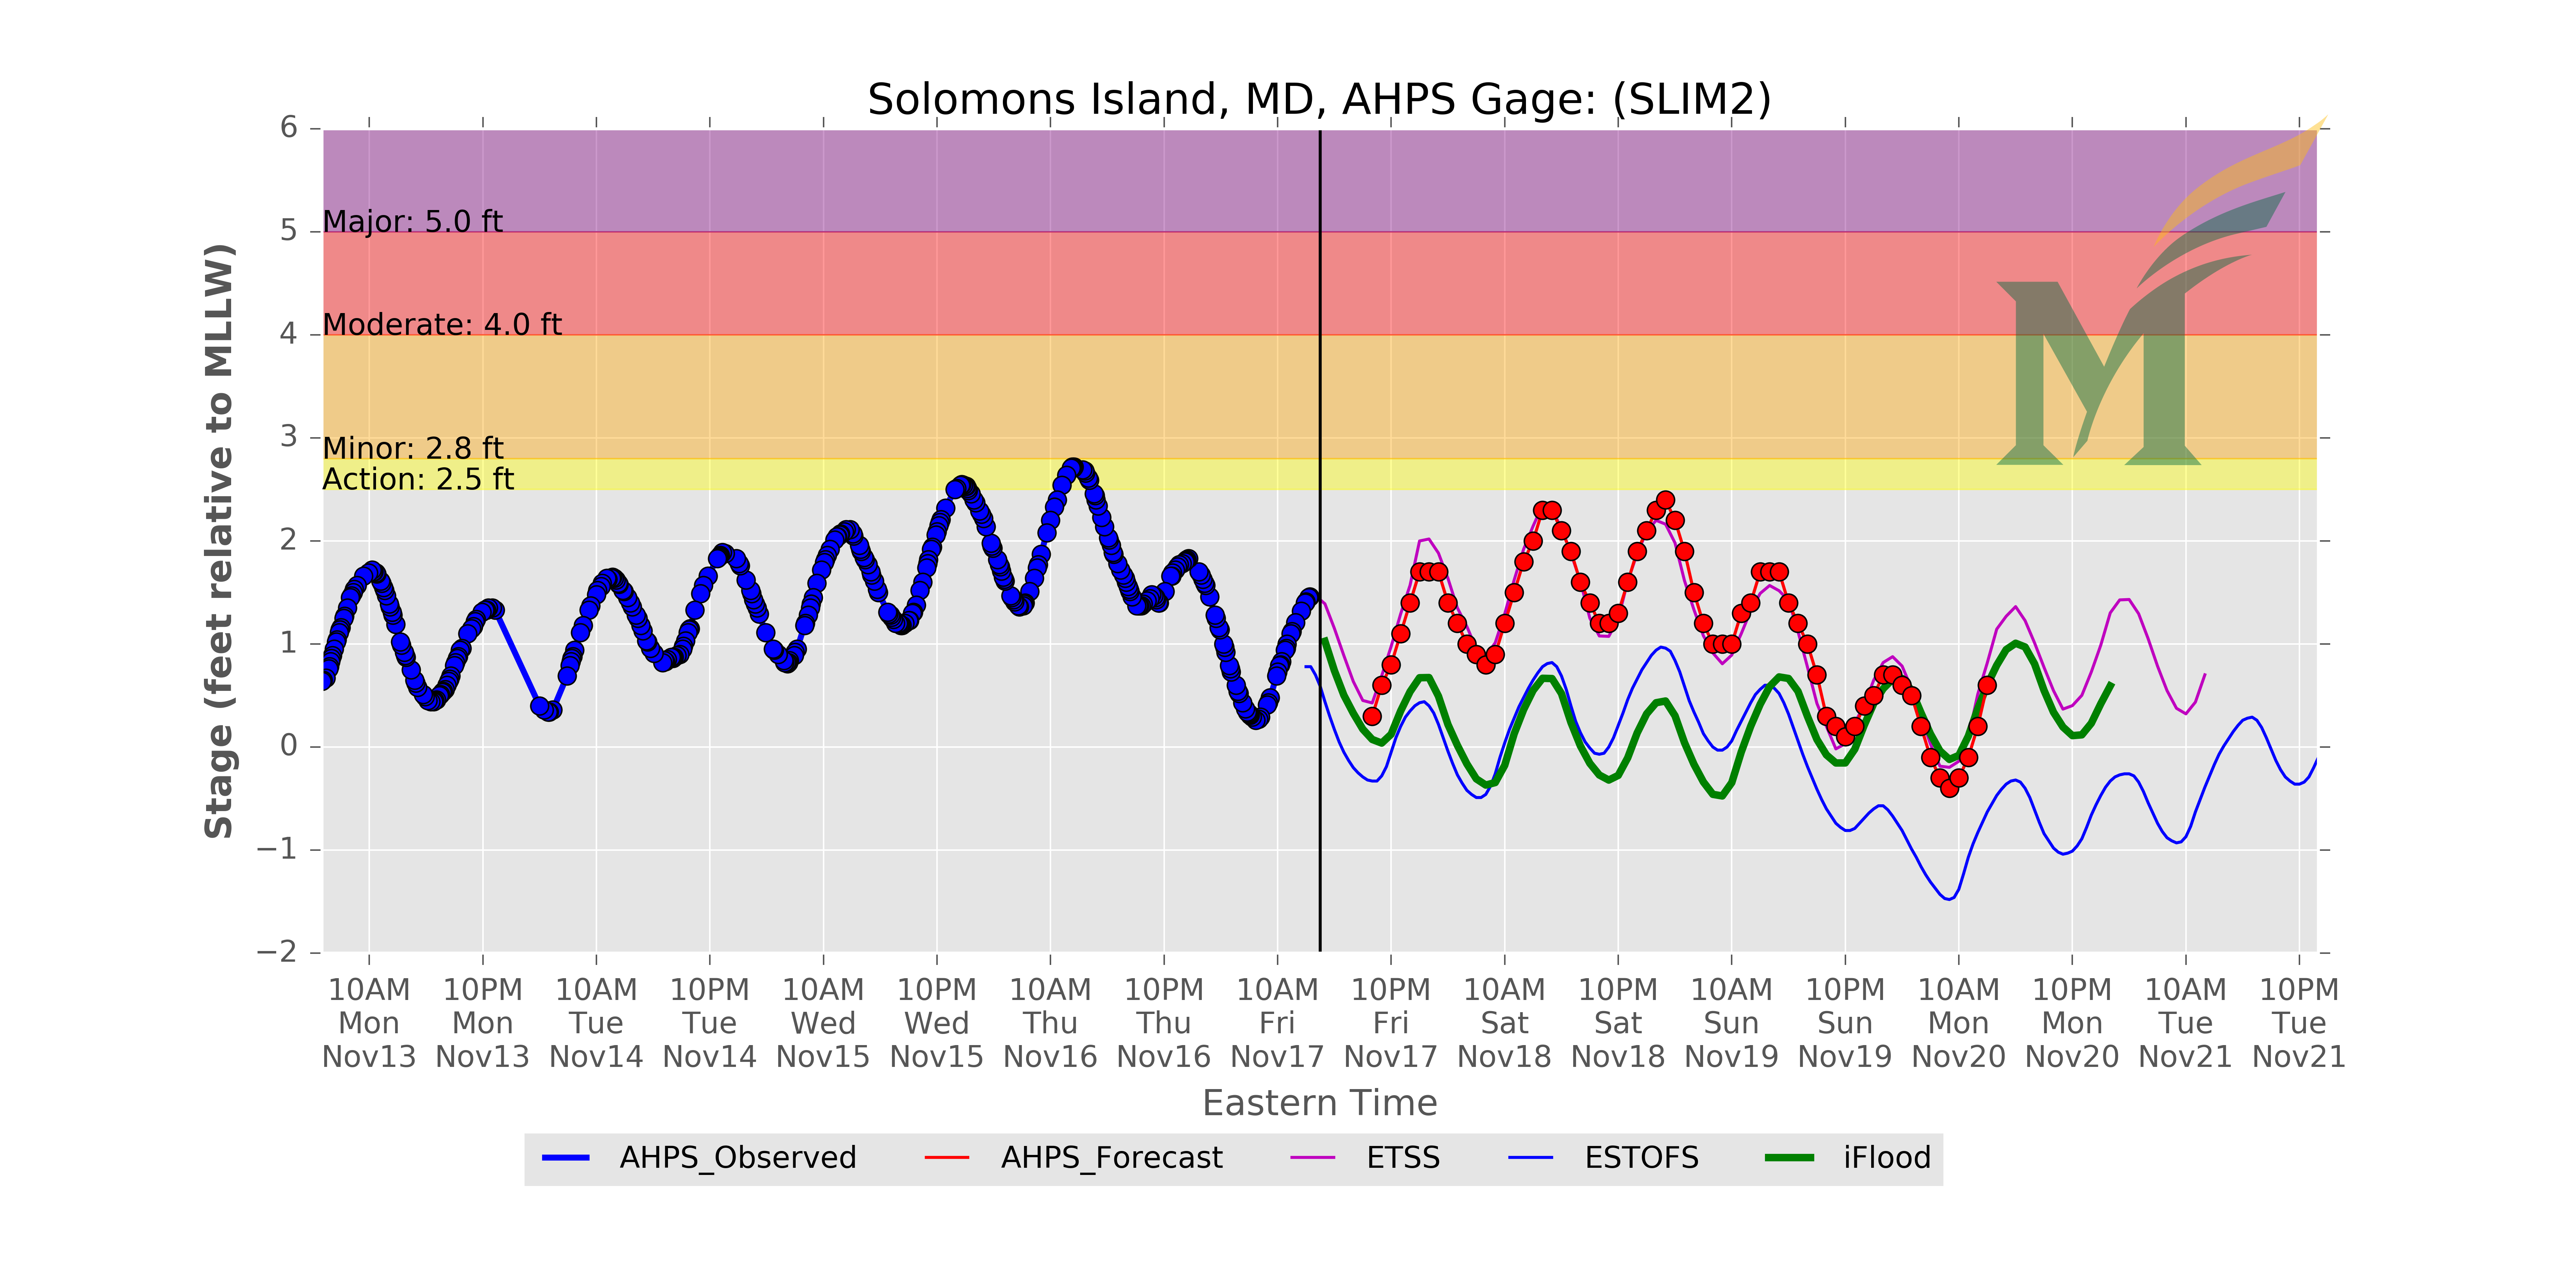 Solomons Island, MD, AHPS Gage: (SLIM2)
Stage (feet relative to MLLW)
6
5
4
3
2
1
0
−1
−2
Major: 5.0 ft
Moderate: 4.0 ft
Minor: 2.8 ft
Action: 2.5 ft
M
10AM 10PM 10AM 10PM 10AM 10PM 10AM 10PM 10AM 10PM 10AM 10PM 10AM 10PM 10AM 10PM 10AM 10PM
Mon Mon Tue Tue Wed Wed Thu Thu Fri Fri Sat Sat Sun Sun Mon Mon Tue Tue
Nov13 Nov13 Nov14 Nov14 Nov15 Nov15 Nov16 Nov16 Nov17 Nov17 Nov18 Nov18 Nov19 Nov19 Nov20 Nov20 Nov21 Nov21
Eastern Time
AHPS_Observed AHPS_Forecast ETSS ESTOFS iFlood